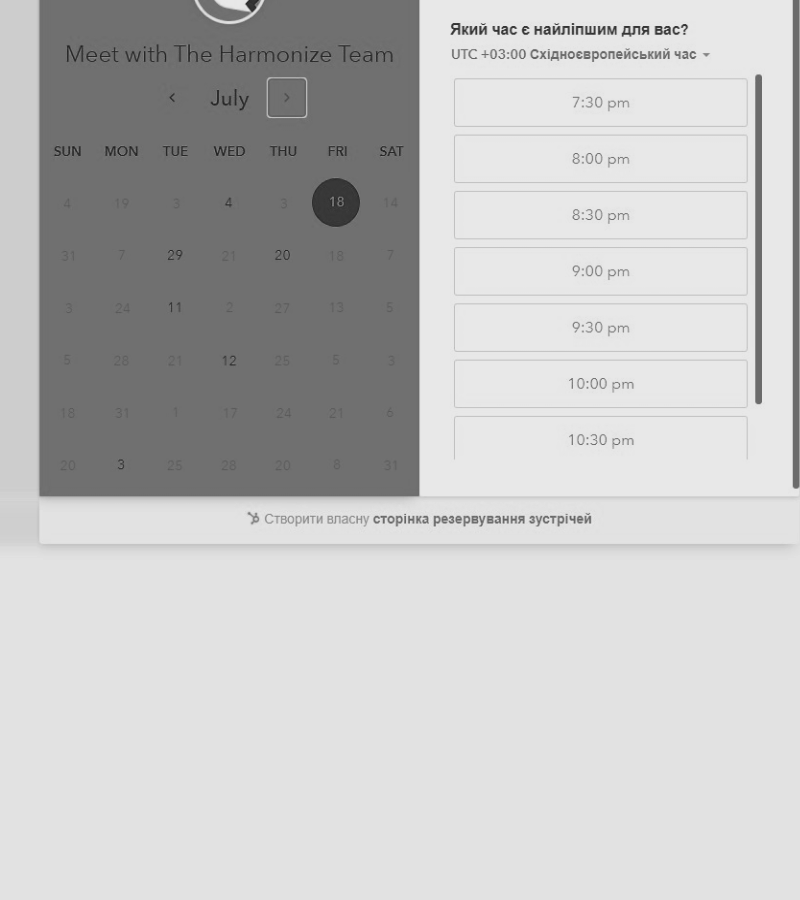 Meet with The Harmonize Team
July
SUN MON TUE WED THU FRI SAT
4 19 3 4 3 18 14
31 7 29 21 20 18 7
3 24 11 2 27 13 5
5 28 21 12 25 5 3
18 31 1 17 24 21 6
20 3 25 28 20 8 31
Який час є найліпшим для вас?
UTC +03:00 Східноєвропейський час
7:30 pm
8:00 pm
8:30 pm
9:00 pm
9:30 pm
10:00 pm
10:30 pm
Створити власну сторінка резервування зустрічей